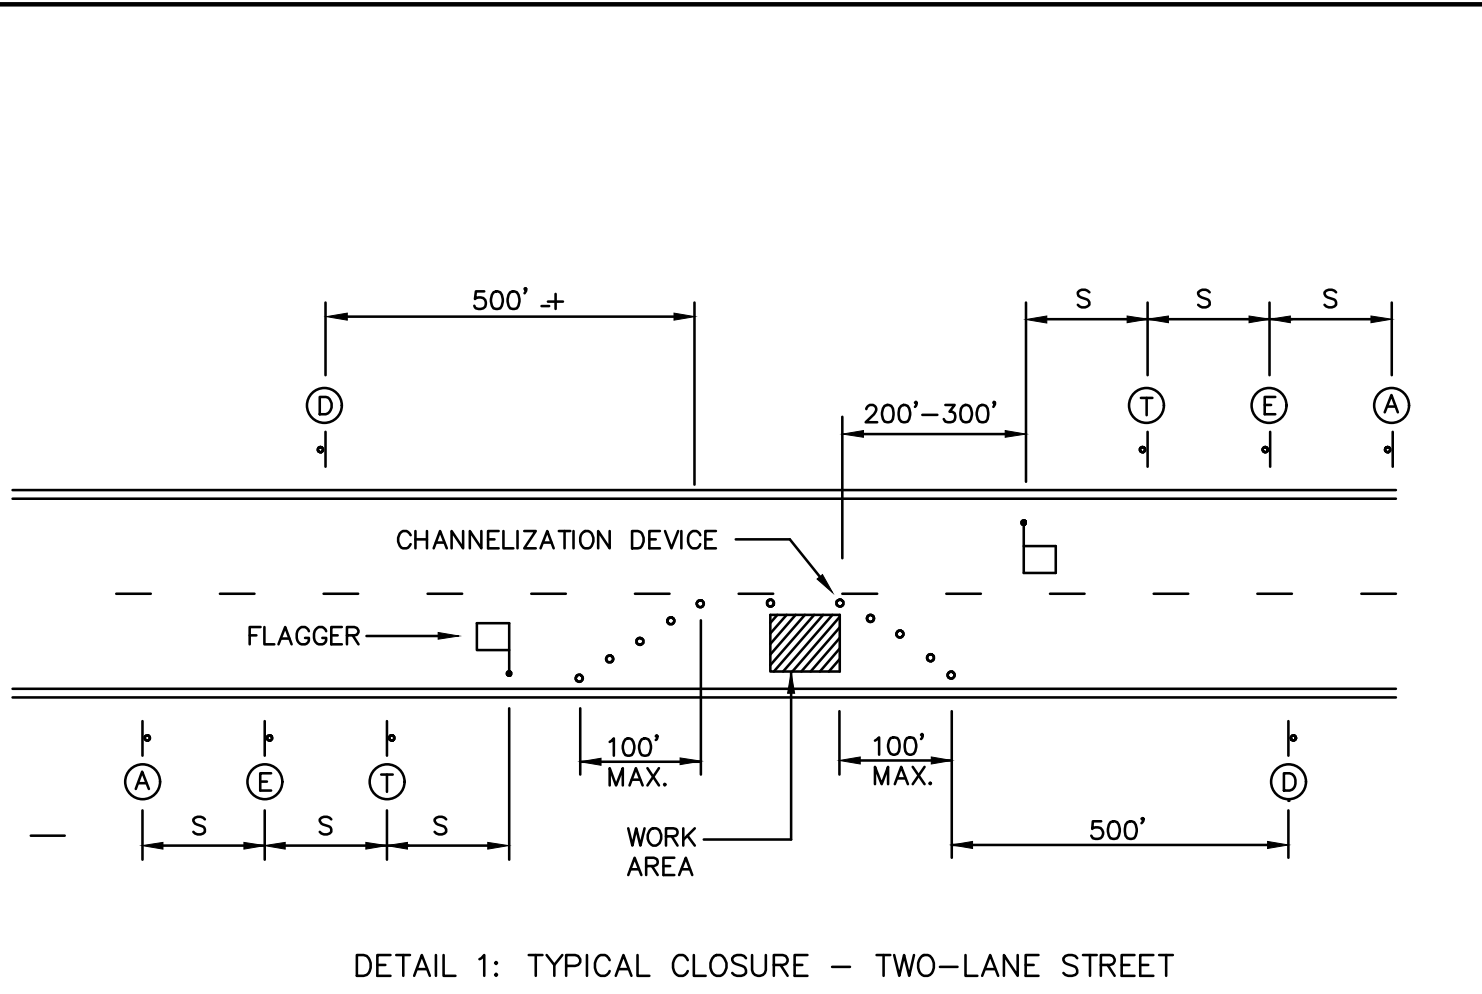 500' -+
S S S
D
200'-300'
T E A
CHANNELIZATION DEVICE
FLAGGER
A E T
100'
MAX.
100'
MAX.
D
S S S
500'
WORK
AREA
DETAIL 1: TYPICAL CLOSURE - TWO-LANE STREET